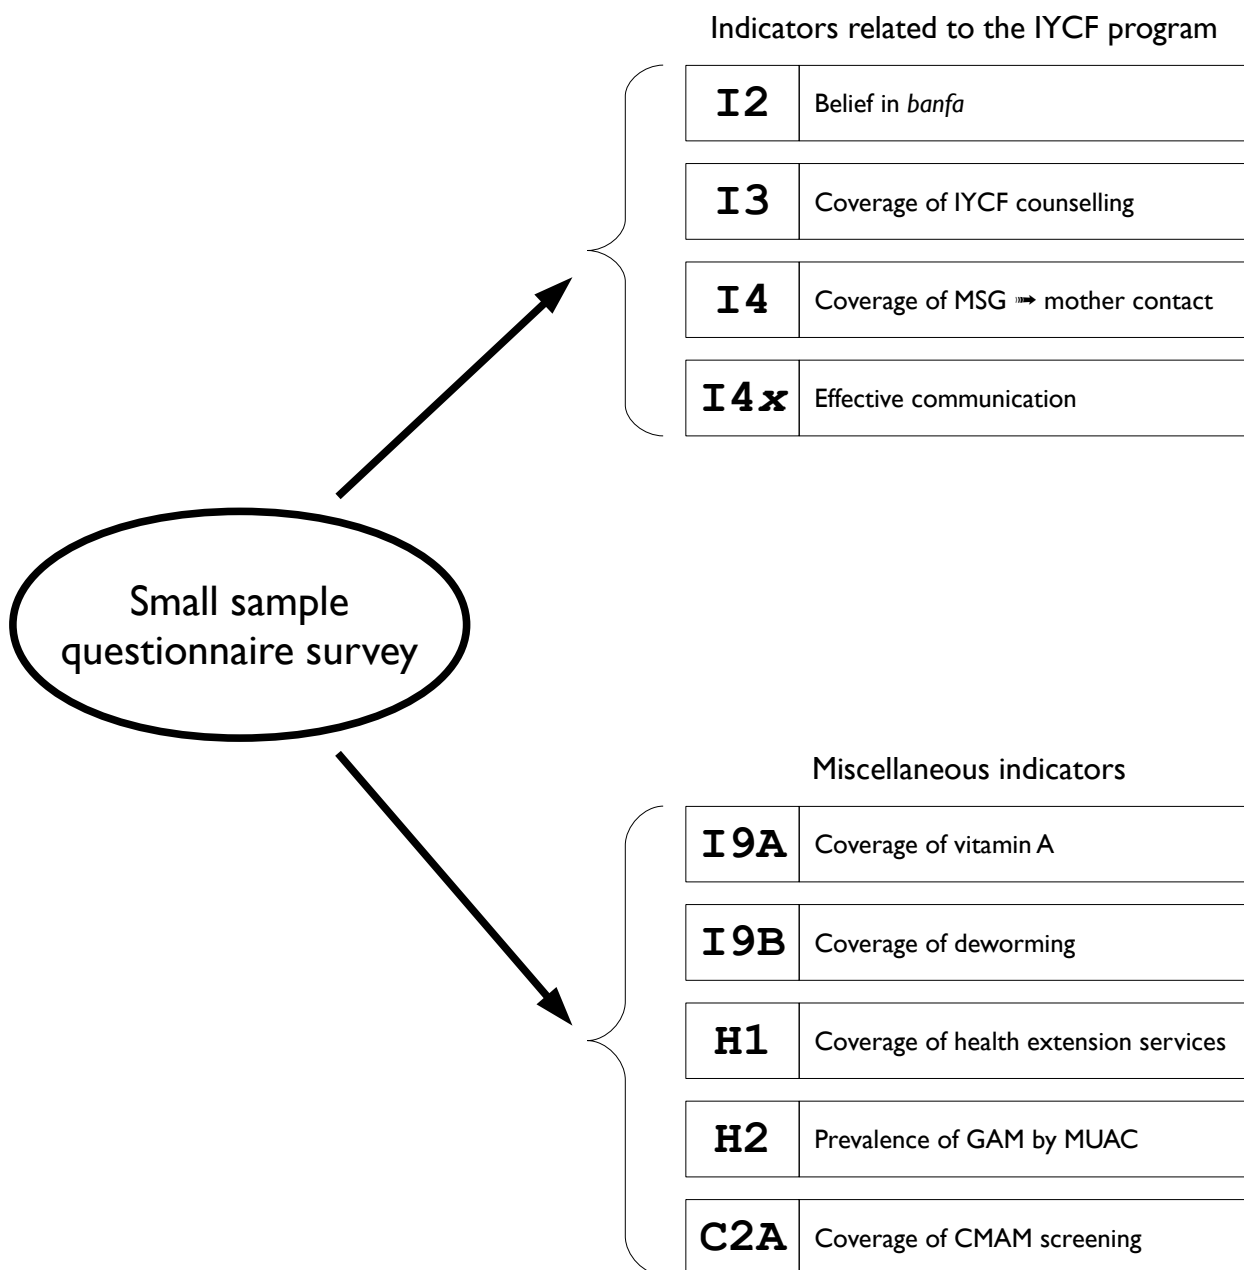 Indicators related to the IYCF program
I2 Belief in banfa
I3 Coverage of IYCF counselling
I4 Coverage of MSG ➟ mother contact
I4x Effective communication
Small sample
questionnaire survey
Miscellaneous indicators
I9A Coverage of vitamin A
I9B Coverage of deworming
H1 Coverage of health extension services
H2 Prevalence of GAM by MUAC
C2A Coverage of CMAM screening